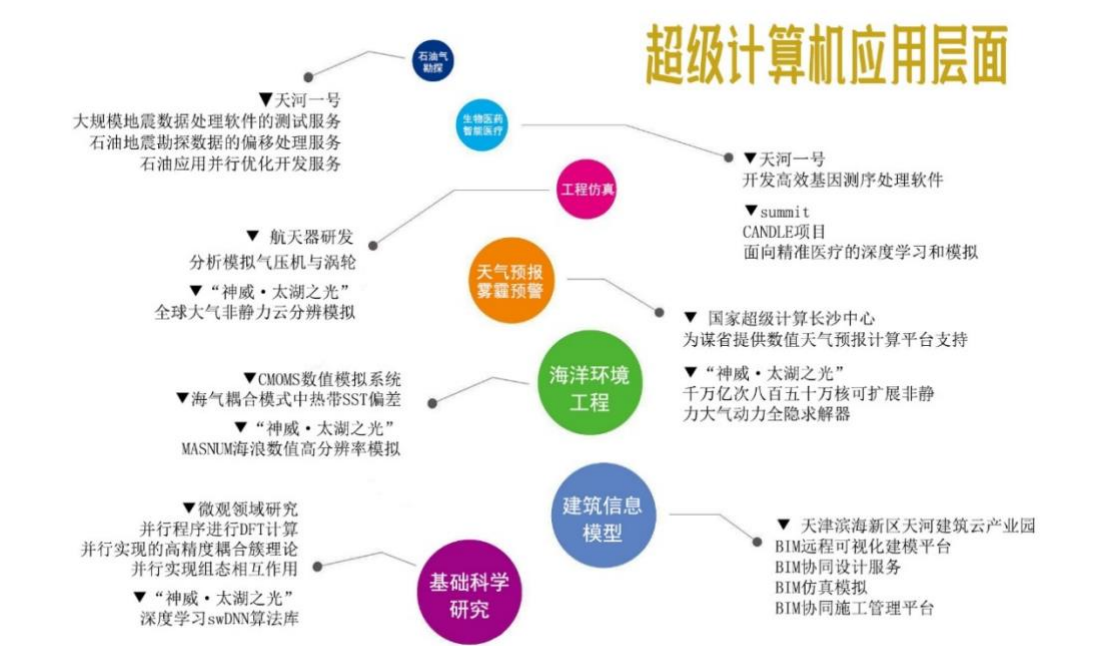 超级计算机应用层面
石油气
勘探
▼天河一号
大规模地震数据处理软件的测试服务
石油地震勘探数据的偏移处理服务
石油应用并行优化开发服务
生物医药
智能医疗
▼天河一号
开发高效基因测序处理软件
▼summit
CANDLE项目
面向精准医疗的深度学习和模拟
工程仿真
▼ 航天器研发
分析模拟气压机与涡轮
▼“神威·太湖之光”
全球大气非静力云分辨模拟
天气预报
雾霾预警
▼ 国家超级计算长沙中心
为谋省提供数值天气预报计算平台支持
▼“神威·太湖之光”
千万亿次八百五十万核可扩展非静
力大气动力全隐求解器
海洋环境
工程
▼CMOMS数值模拟系统
▼海气耦合模式中热带SST偏差
▼“神威·太湖之光”
MASNUM海浪数值高分辨率模拟
建筑信息
模型
▼ 天津滨海新区天河建筑云产业园
BIM远程可视化建模平台
BIM协同设计服务
BIM仿真模拟
BIM协同施工管理平台
基础科学
研究
▼微观领域研究
并行程序进行DFT计算
并行实现的高精度耦合簇理论
并行实现组态相互作用
▼“神威·太湖之光”
深度学习swDNN算法库